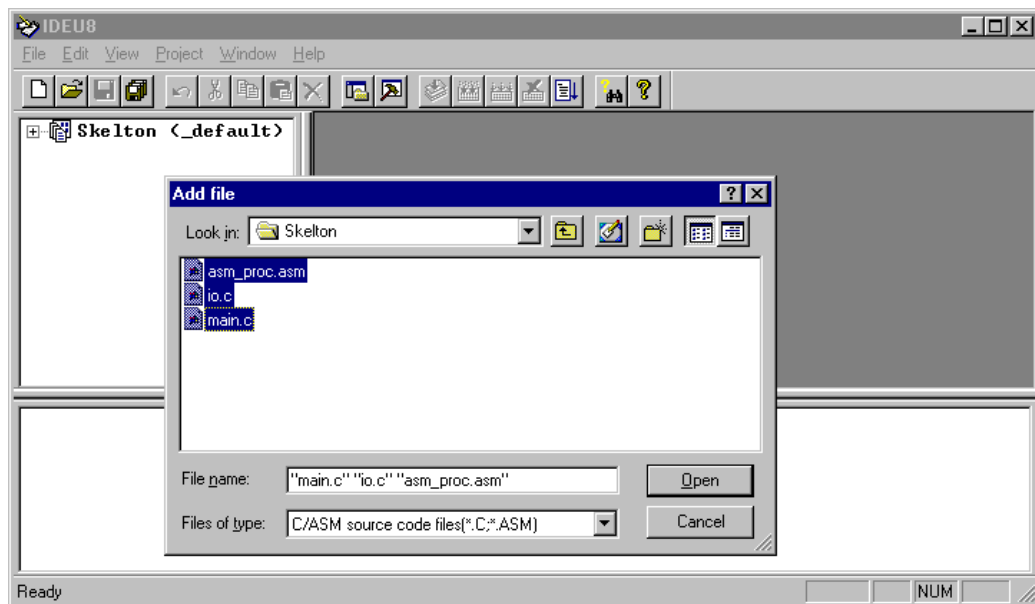 IDEU8
File Edit View Project Window Help
Skelton (_default)
Add file
Look in: Skelton
asm_proc.asm
io.c
main.c
File name: "main.c" "io.c" "asm_proc.asm" Open
Files of type: C/ASM source code files(*.C;*.ASM) Cancel
Ready NUM